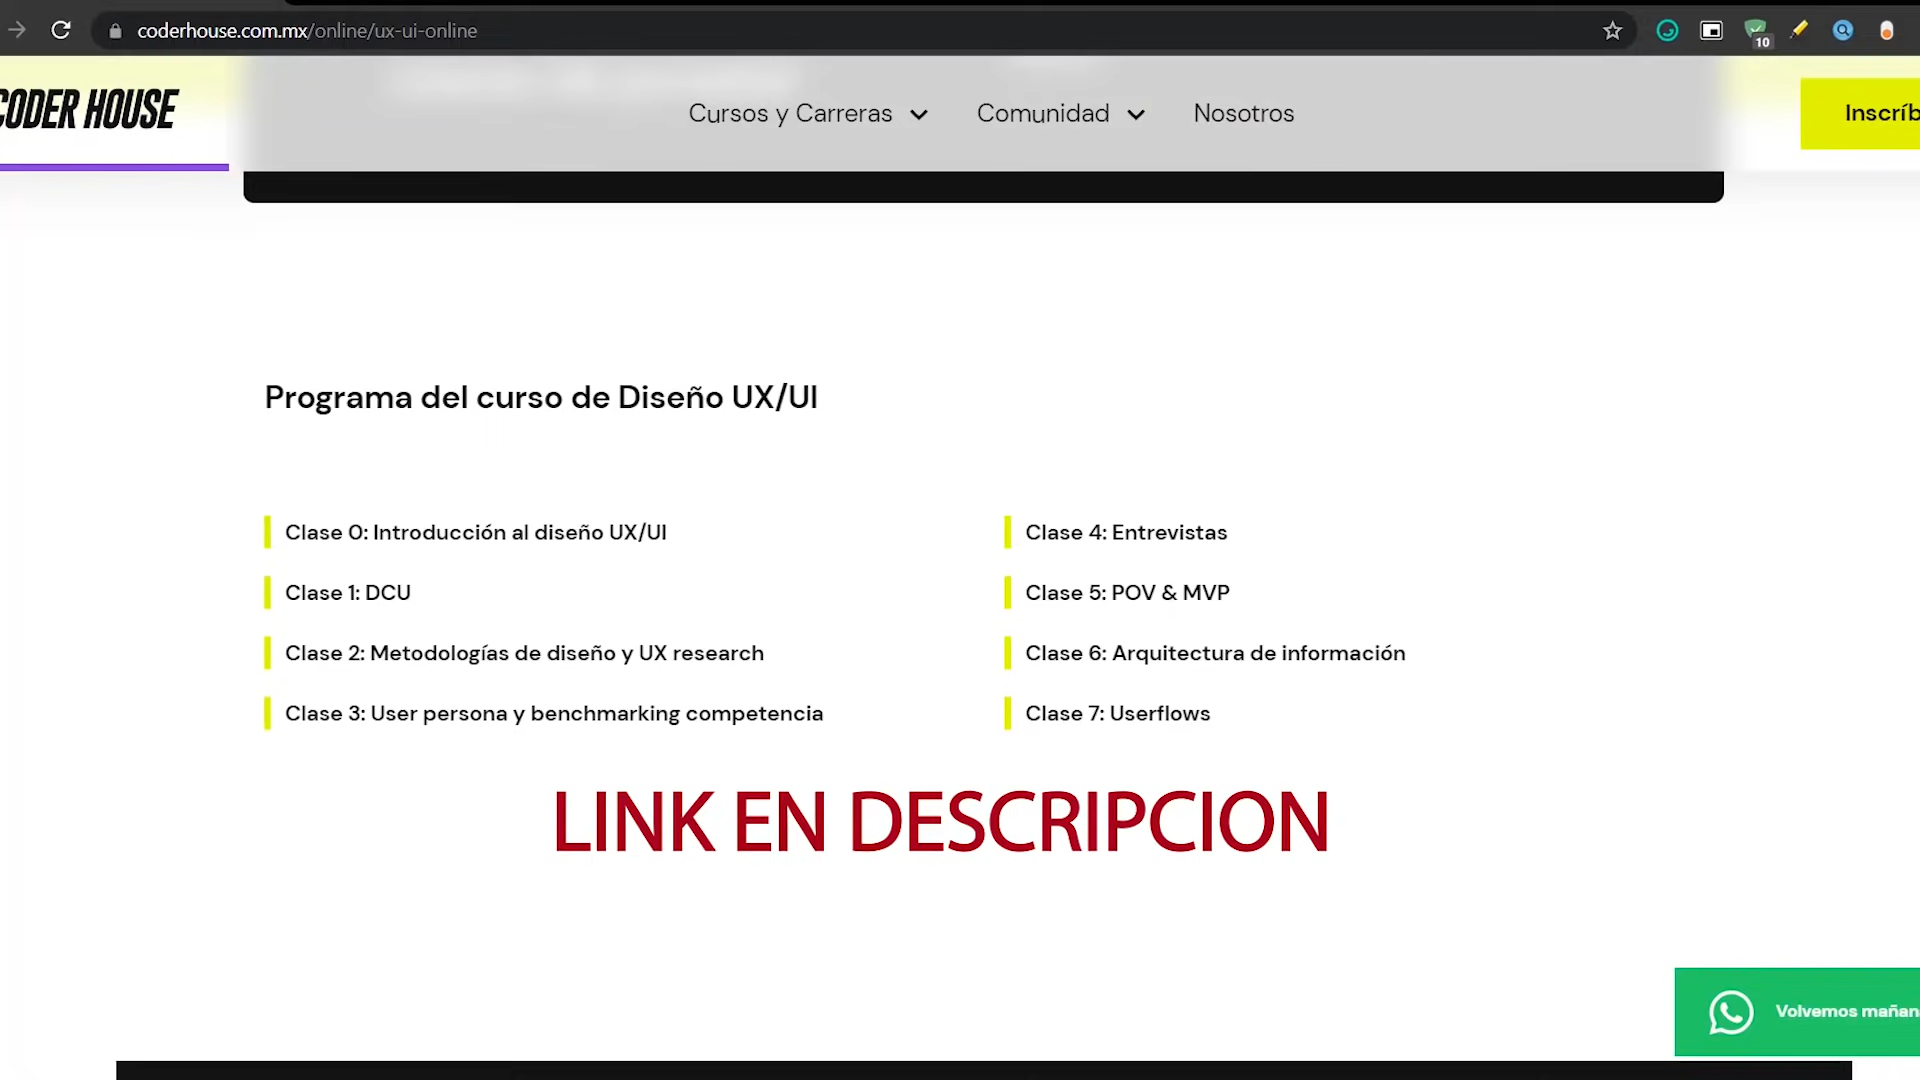 coderhouse.com.mx/online/ux-ui-online
10
CODER HOUSE
Cursos y Carreras
Comunidad
Nosotros
Inscríb
Programa del curso de Diseño UX/UI
Clase 0: Introducción al diseño UX/UI
Clase 1: DCU
Clase 2: Metodologías de diseño y UX research
Clase 3: User persona y benchmarking competencia
Clase 4: Entrevistas
Clase 5: POV & MVP
Clase 6: Arquitectura de información
Clase 7: Userflows
LINK EN DESCRIPCION
Volvemos mañan